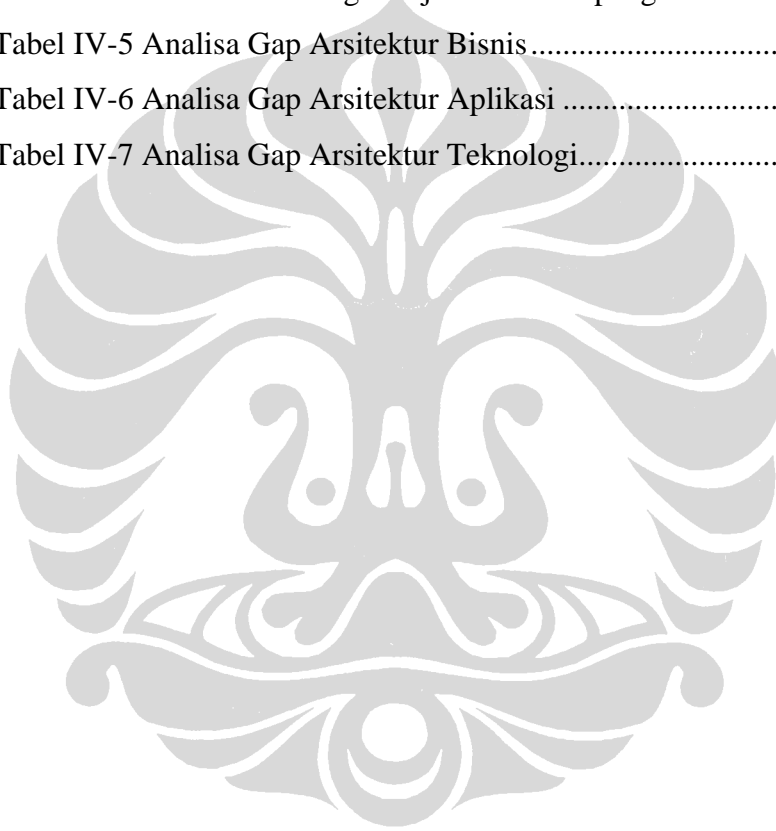 Tabel IV-5 Analisa Gap Arsitektur Bisnis..............................
Tabel IV-6 Analisa Gap Arsitektur Aplikasi ..........................
Tabel IV-7 Analisa Gap Arsitektur Teknologi........................